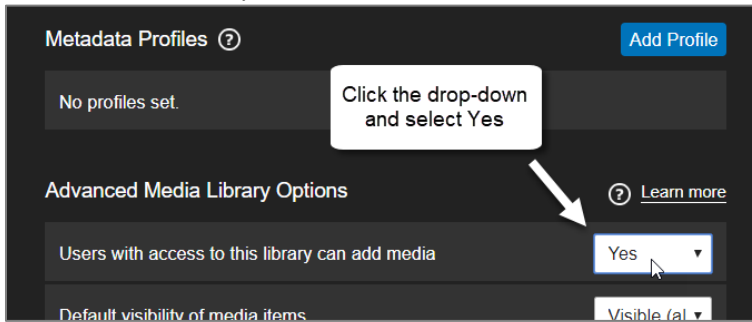 Metadata Profiles ?
Add Profile
No profiles set.
Click the drop-down
and select Yes
Advanced Media Library Options
? Learn more
Users with access to this library can add media
Yes
Default visibility of media items
Visible (al